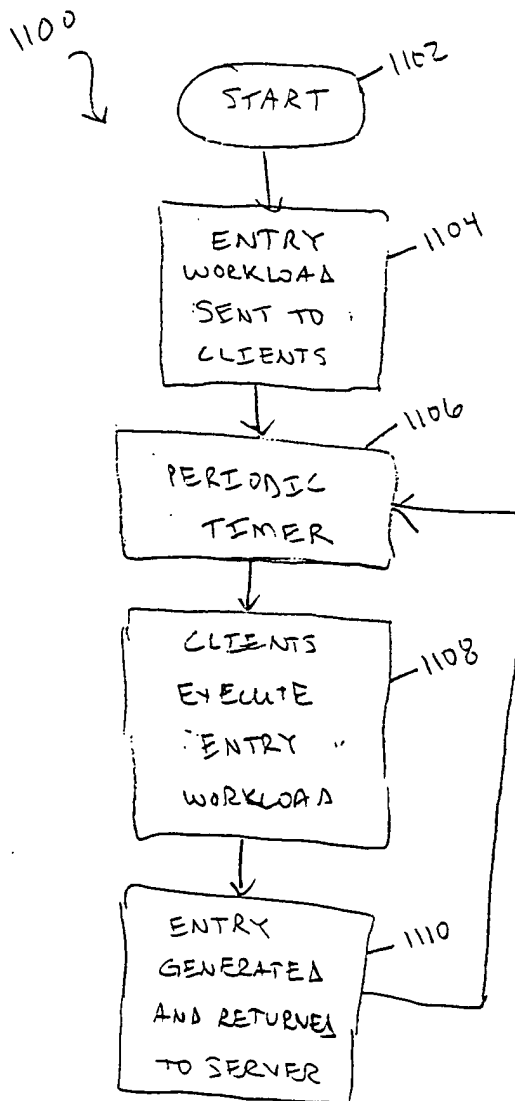 1100
1102
START
1104
ENTRY
WORKLOAD
SENT TO
CLIENTS
1106
PERIODIC
TIMER
1108
CLIENTS
EXECUTE
ENTRY
WORKLOAD
1110
ENTRY
GENERATED
AND RETURNED
TO SERVER